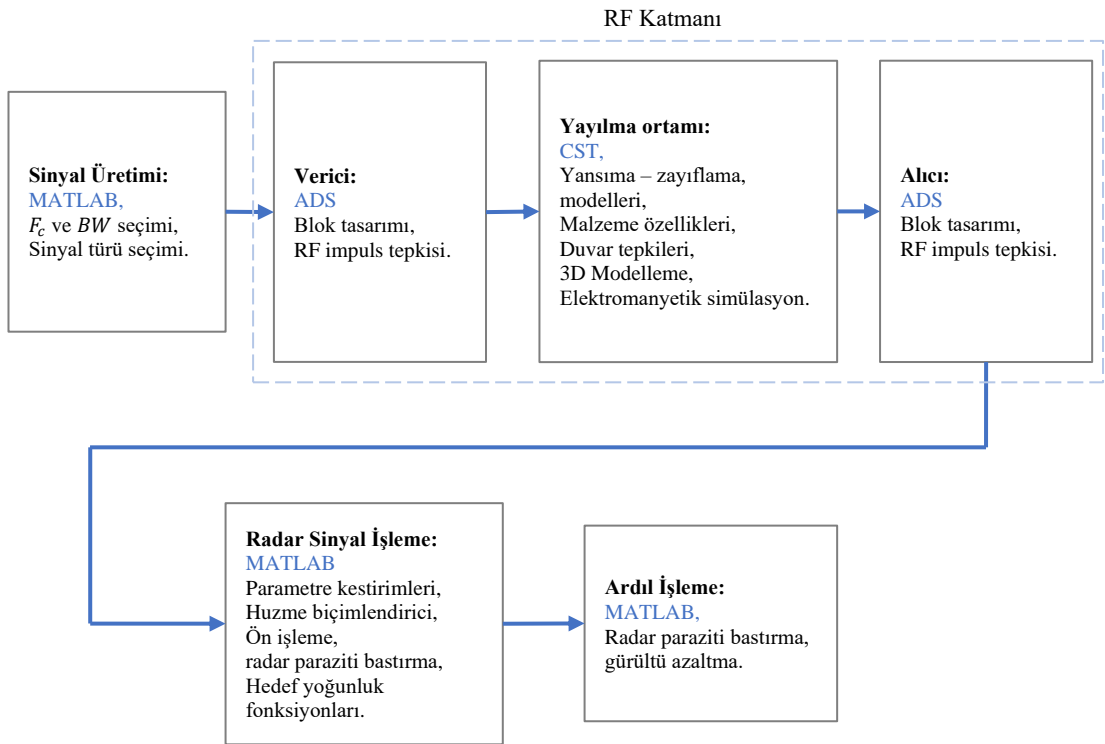 RF Katmanı
Sinyal Üretimi:
MATLAB,
F_c ve BW seçimi,
Sinyal türü seçimi.
Verici:
ADS
Blok tasarımı,
RF impuls tepkisi.
Yayılma ortamı:
CST,
Yansıma – zayıflama,
modelleri,
Malzeme özellikleri,
Duvar tepkileri,
3D Modelleme,
Elektromanyetik simülasyon.
Alıcı:
ADS
Blok tasarımı,
RF impuls tepkisi.
Radar Sinyal İşleme:
MATLAB
Parametre kestirimleri,
Huzme biçimlendirici,
Ön işleme,
radar paraziti bastırma,
Hedef yoğunluk
fonksiyonları.
Ardıl İşleme:
MATLAB,
Radar paraziti bastırma,
gürültü azaltma.